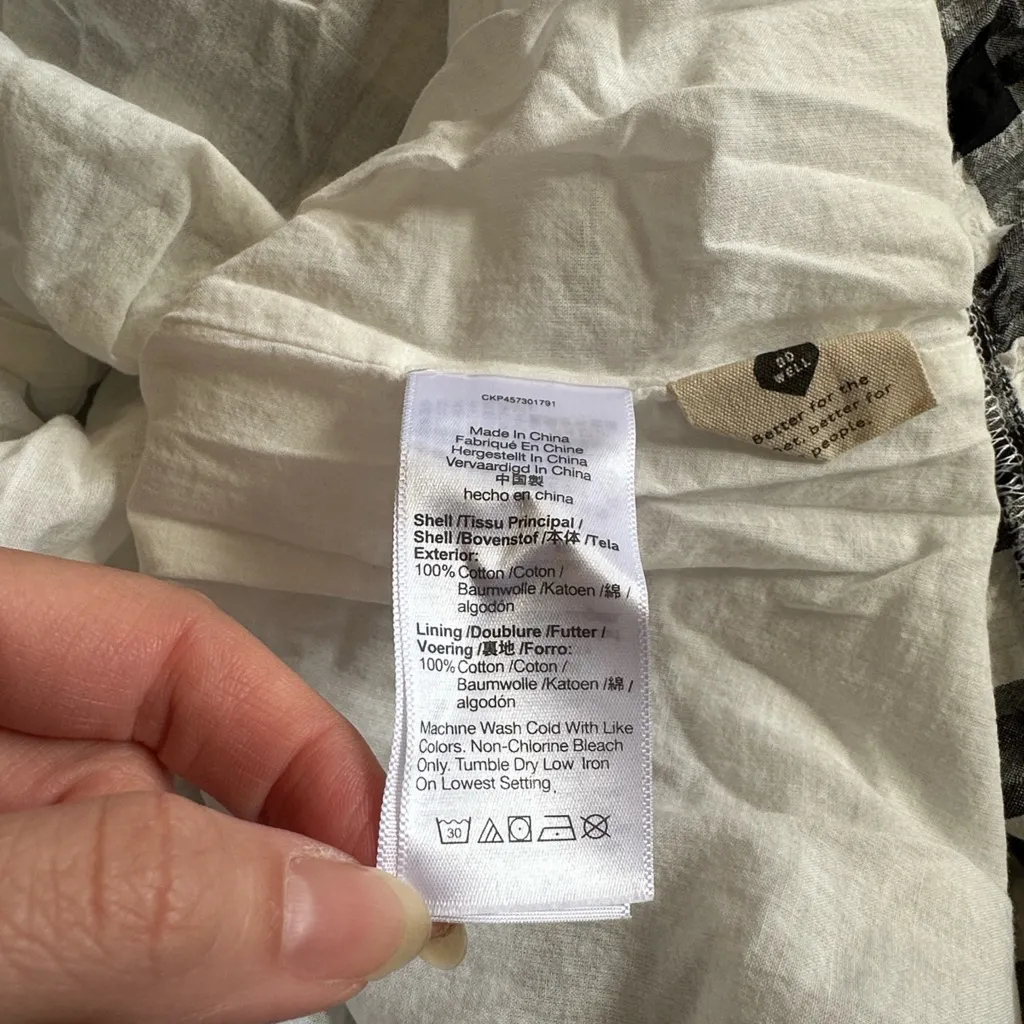 CKP457301791
Made In China
Fabriqué En Chine
Hergestellt In China
Vervaardigd In China
中国製
hecho en china
Shell /Tissu Principal /
Shell /Bovenstof /本体 /Tela
Exterior:
100% Cotton /Coton /
Baumwolle /Katoen /綿 /
algodón
Lining /Doublure /Futter /
Voering /裏地 /Forro:
100% Cotton /Coton /
Baumwolle /Katoen /綿 /
algodón
Machine Wash Cold With Like
Colors. Non-Chlorine Bleach
Only. Tumble Dry Low Iron
On Lowest Setting.
30
DO
WELL
Better for the
better for
people.